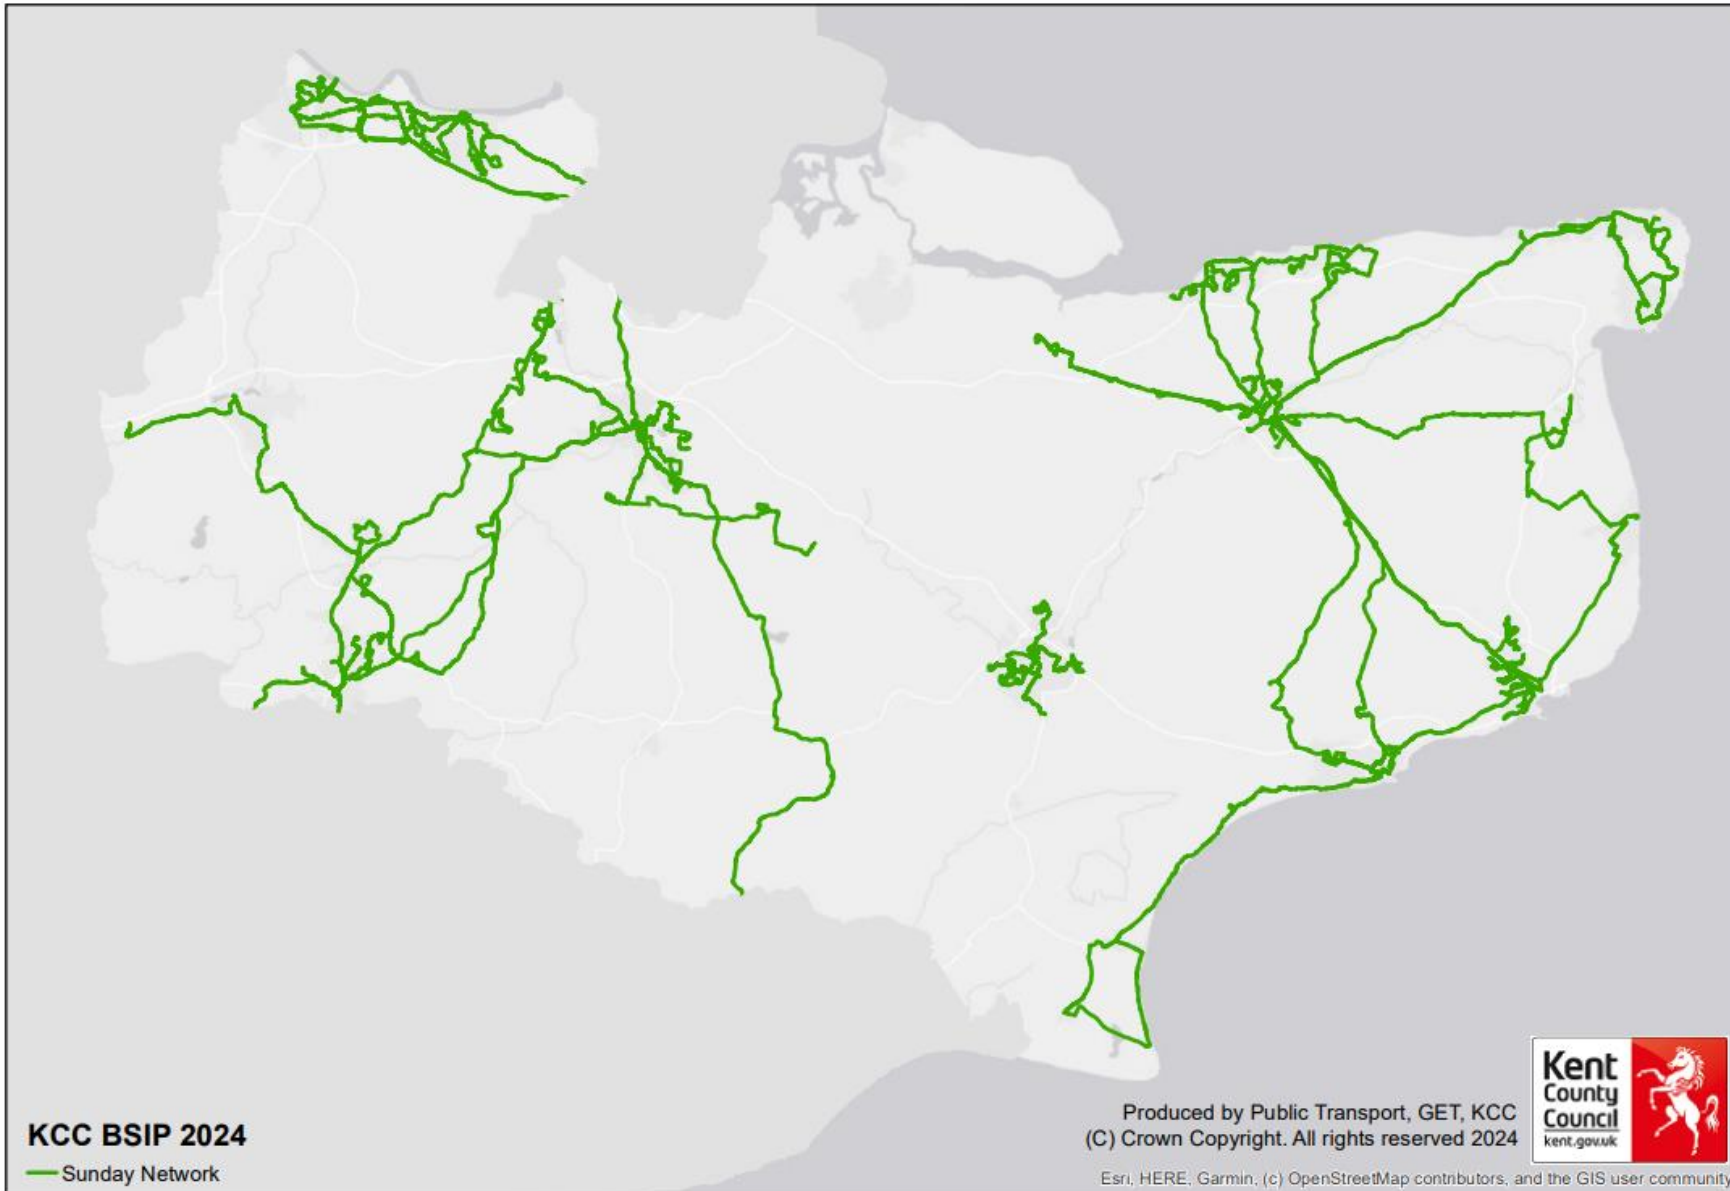 KCC BSIP 2024
Sunday Network
Produced by Public Transport, GET, KCC
(C) Crown Copyright. All rights reserved 2024
Kent
County
Council
kent.gov.uk
Esri, HERE, Garmin, (c) OpenStreetMap contributors, and the GIS user community